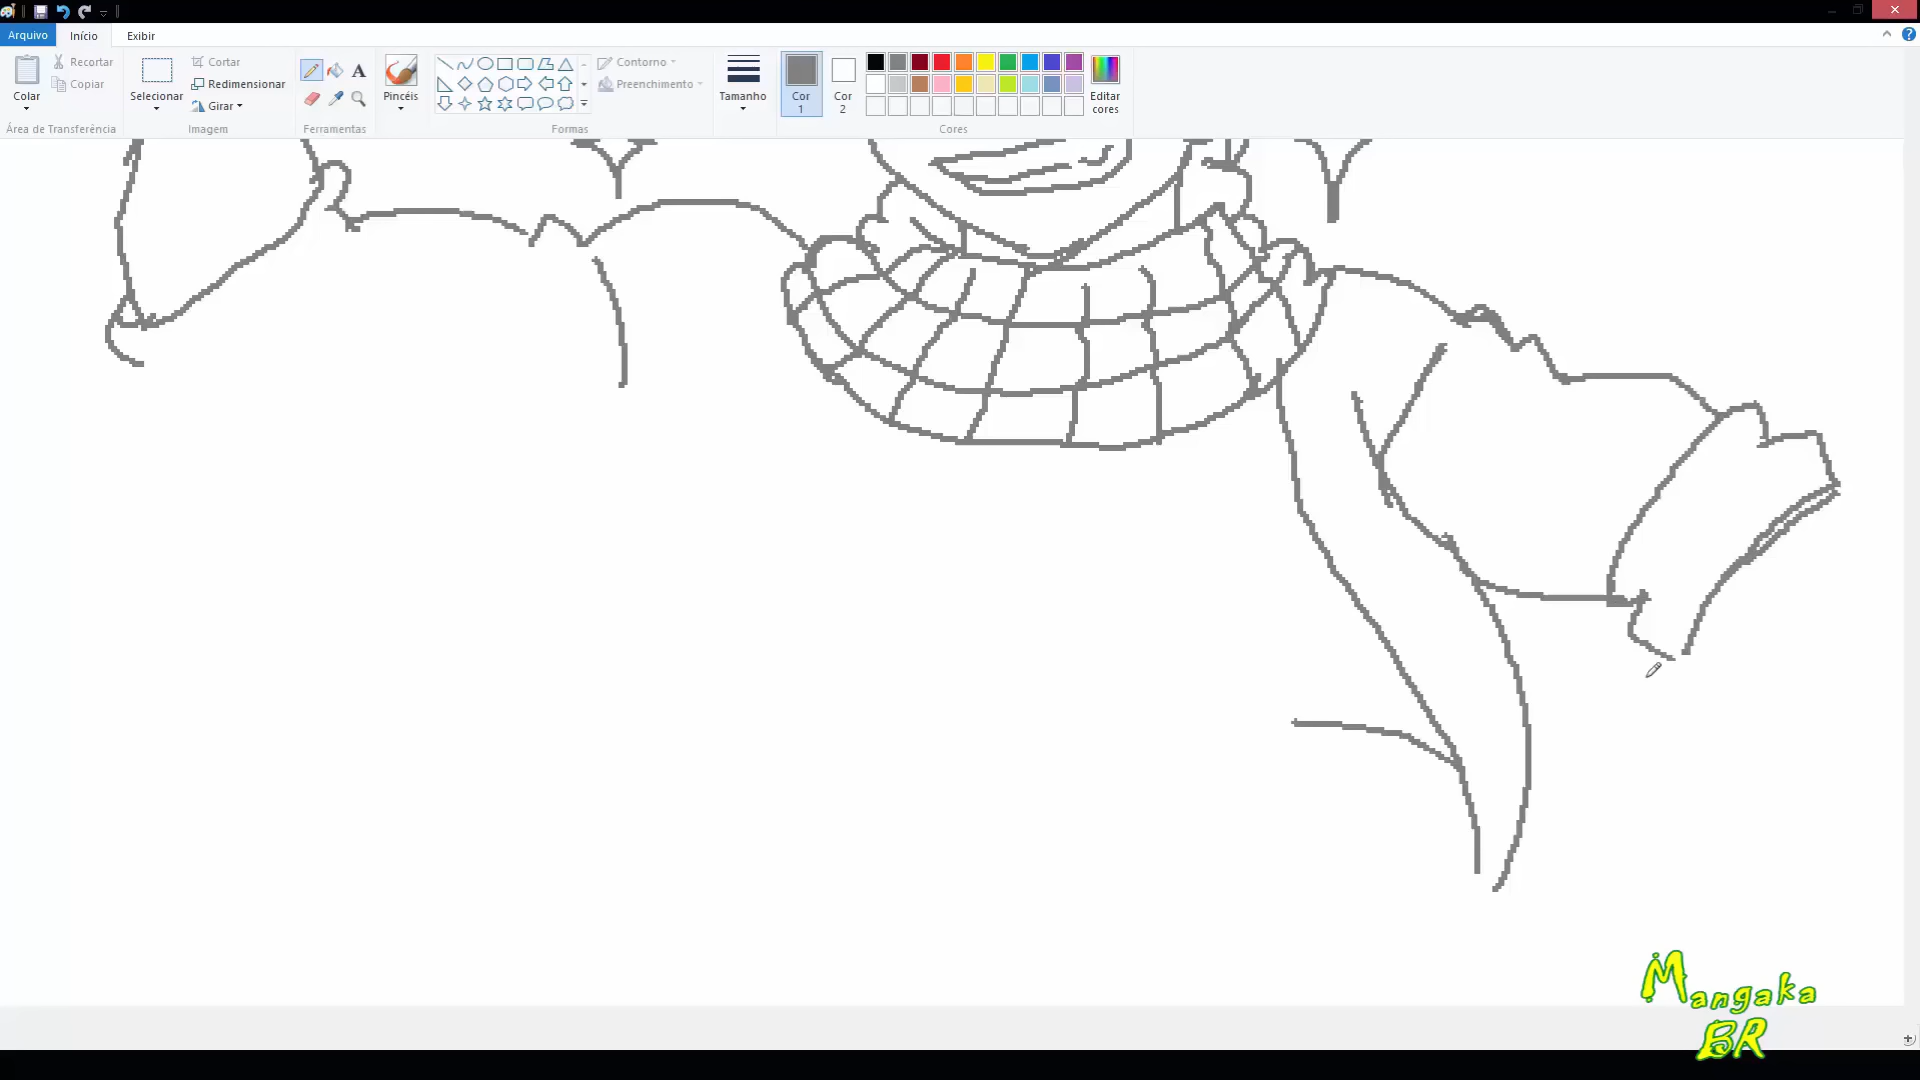 Arquivo Início Exibir
Recortar Cortar Contorno
Copiar Redimensionar Preenchimento
Colar Selecionar Girar Pincéis Tamanho Cor 1 Cor 2 Editar cores
A
Área de Transferência Imagem Ferramentas Formas Cores
Mangaka
BR